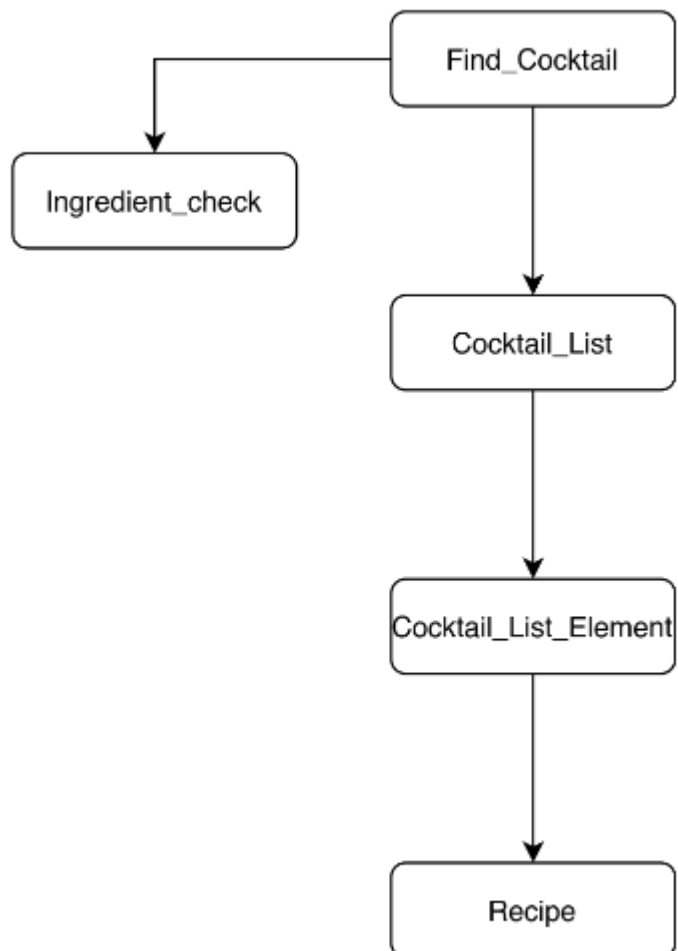 Find_Cocktail
Ingredient_check
Cocktail_List
Cocktail_List_Element
Recipe